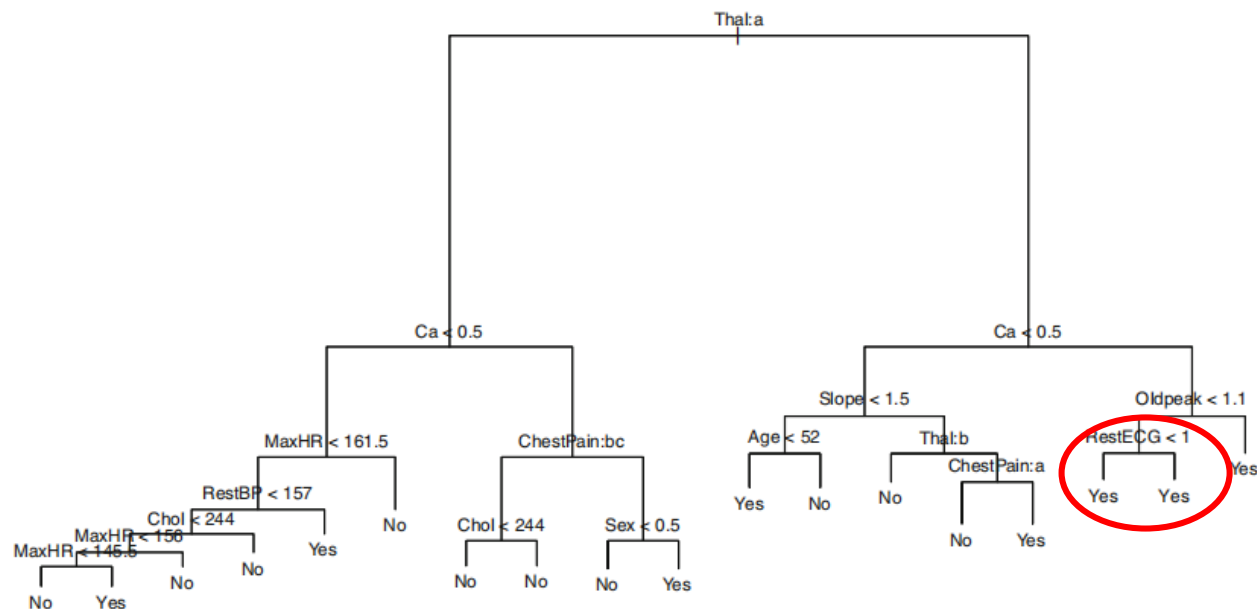 Thal:a
Ca < 0.5
Ca < 0.5
Slope < 1.5
Oldpeak < 1.1
MaxHR < 161.5
ChestPain:bc
Age < 52
Thal:b
RestECG < 1
ChestPain:a
Yes
RestBP < 157
Yes
No
No
Yes
Yes
Chol < 244
No
Chol < 244
Sex < 0.5
No
Yes
MaxHR < 156
Yes
MaxHR < 145.5
No
No
No
No
No
Yes
No
Yes